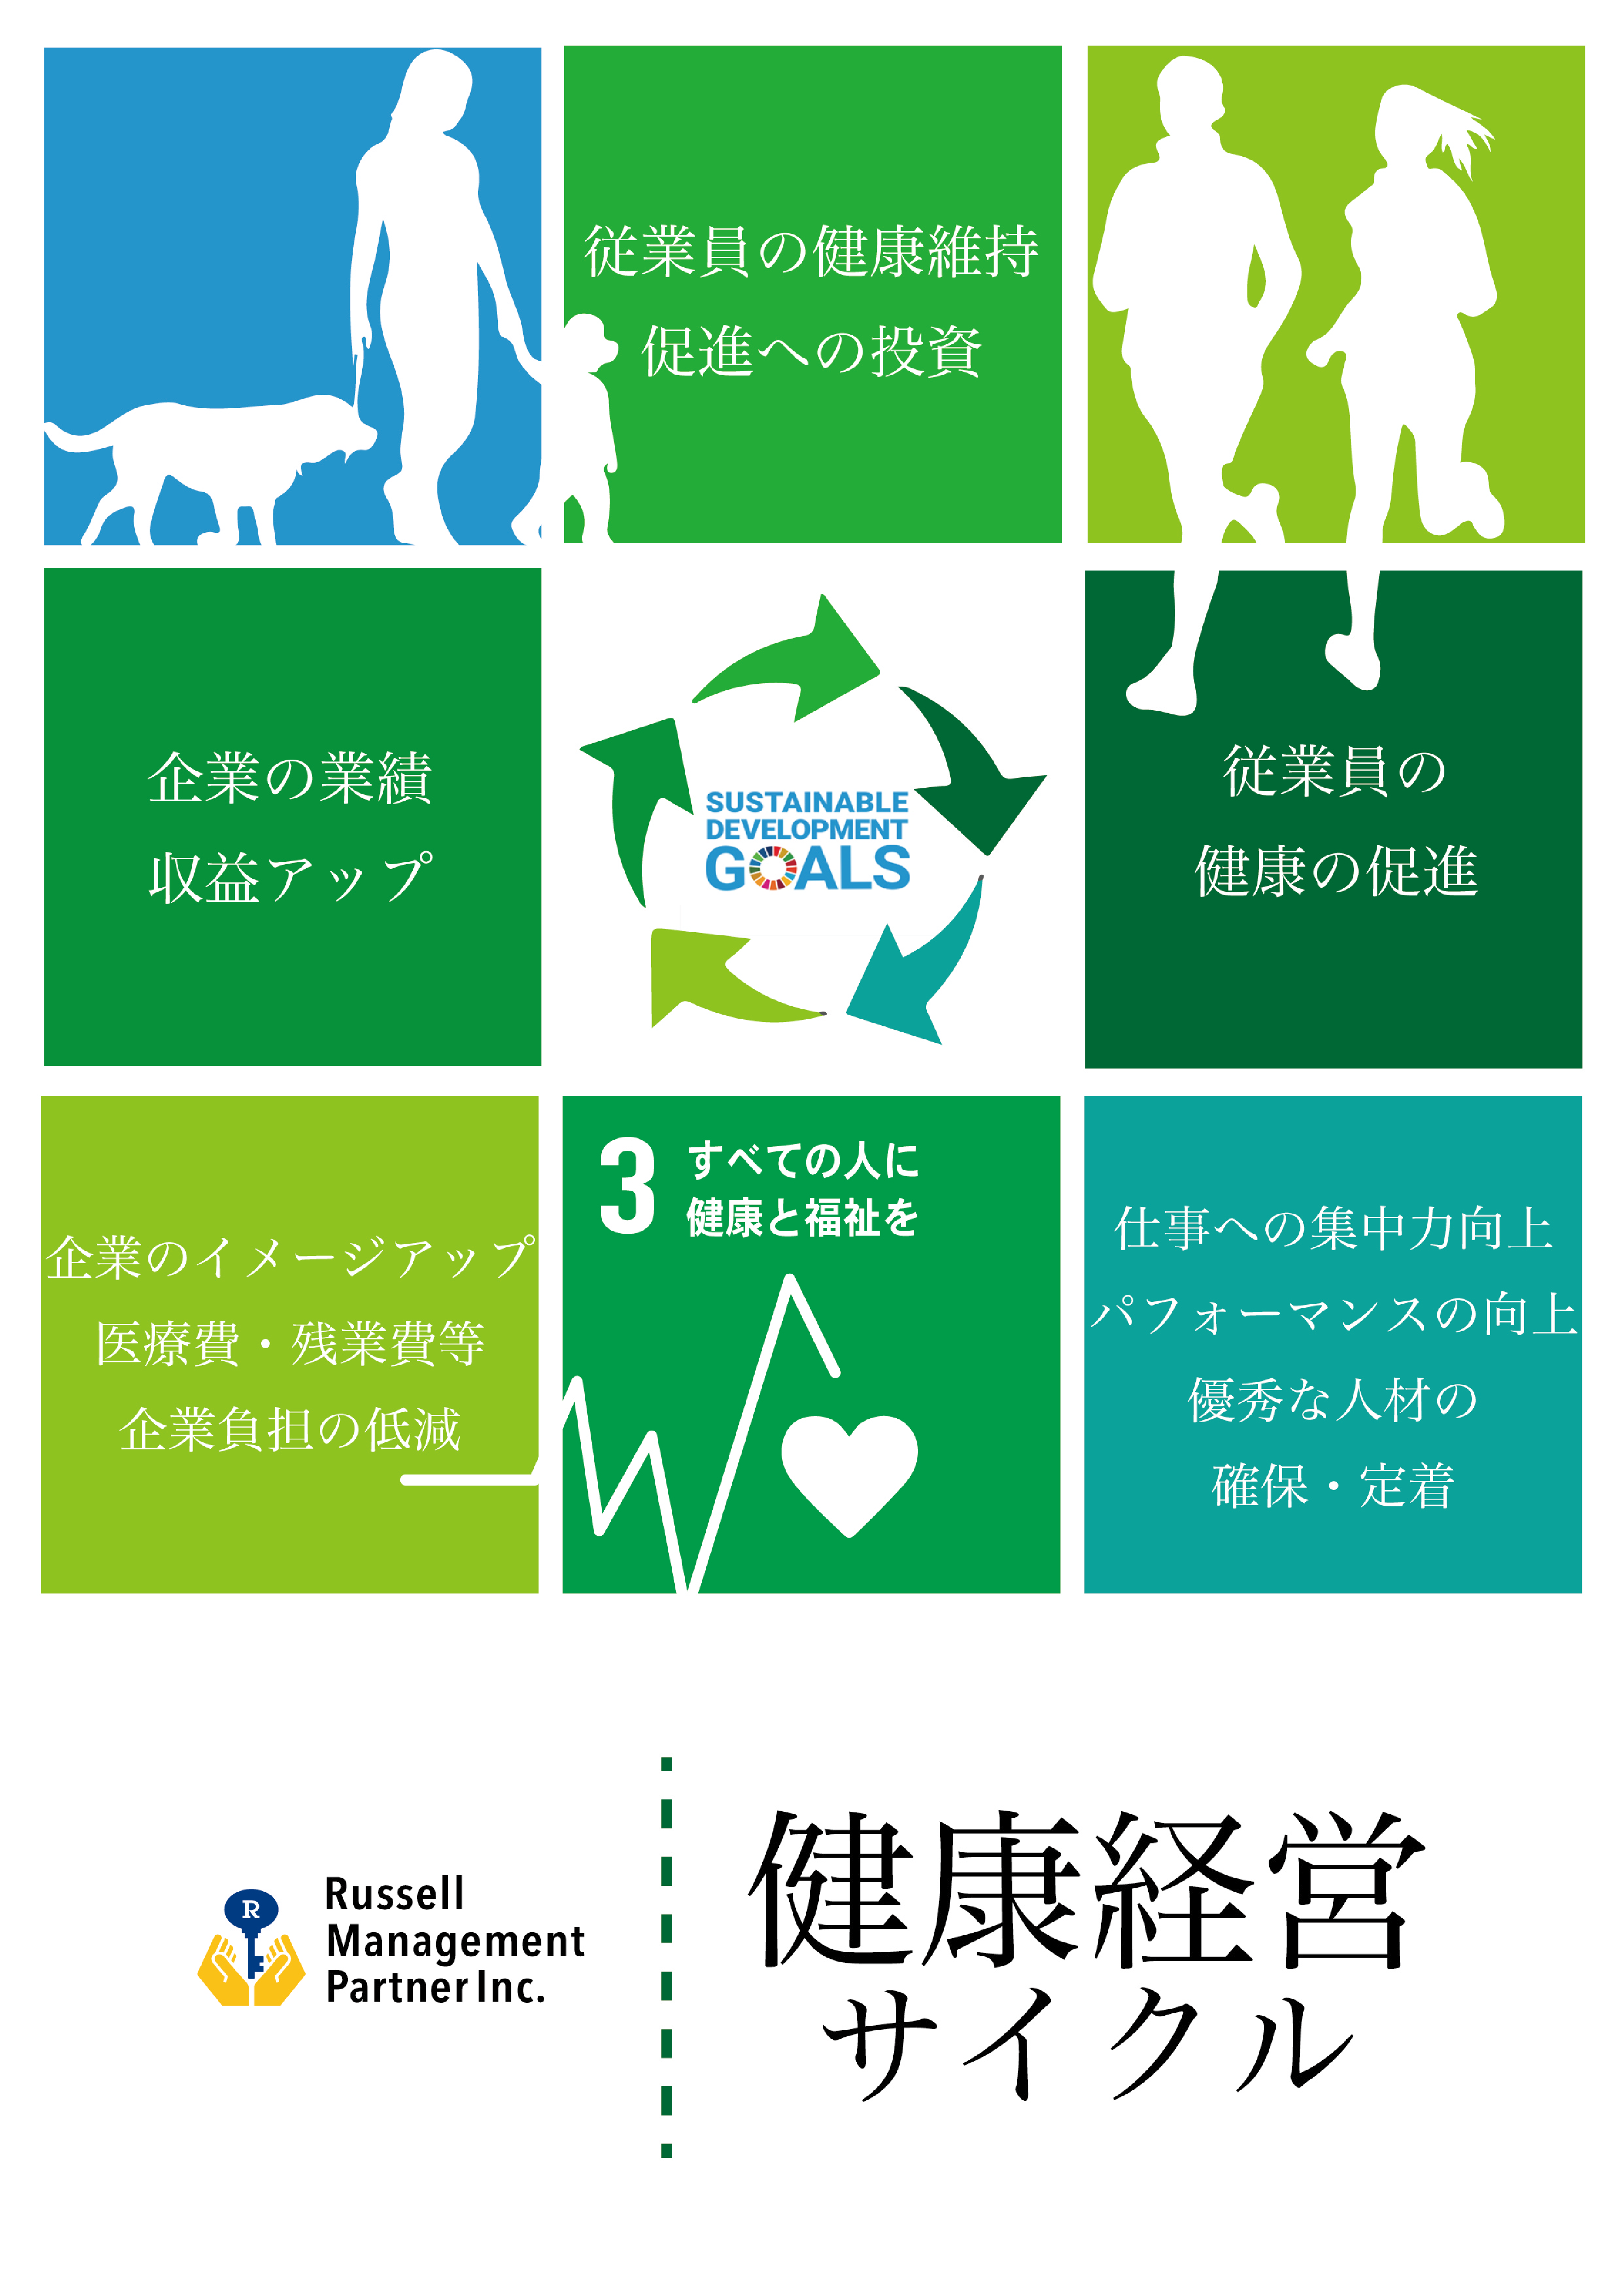 従業員の健康維持
促進への投資
企業の業績
収益アップ
SUSTAINABLE
DEVELOPMENT
GOALS
従業員の
健康の促進
企業のイメージアップ
医療費・残業費等
企業負担の低減
3
すべての人に
健康と福祉を
仕事への集中力向上
パフォーマンスの向上
優秀な人材の
確保・定着
R
Russell
Management
Partner Inc.
健康経営
サイクル